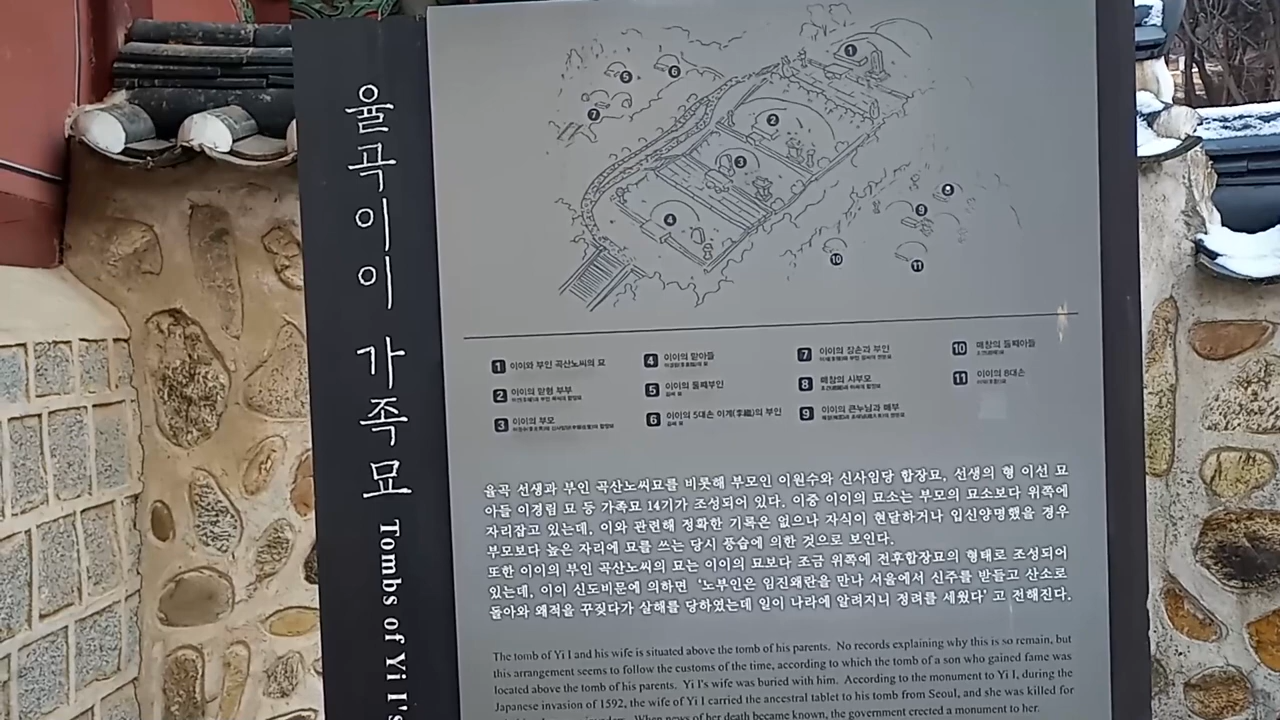 율곡이이 가족묘 Tombs of Yi I's
1 이이와 부인 곡산노씨의 묘
2 이이의 맏형 부부
3 이이의 부모
4 이이의 맏아들
5 이이의 둘째부인
6 이이의 5대손 이계(李繼)의 부인
7 이이의 장손과 부인
8 매창의 시부모
9 이이의 큰누님과 매부
10 매창의 둘째아들
11 이이의 8대손
율곡 선생과 부인 곡산노씨묘를 비롯해 부모인 이원수와 신사임당 합장묘, 선생의 형 이선 묘
아들 이경림 묘 등 가족묘 14기가 조성되어 있다. 이중 이이의 묘소는 부모의 묘소보다 위쪽에
자리잡고 있는데, 이와 관련해 정확한 기록은 없으나 자식이 현달하거나 입신양명했을 경우
부모보다 높은 자리에 묘를 쓰는 당시 풍습에 의한 것으로 보인다.
또한 이이의 부인 곡산노씨의 묘는 이이의 묘보다 조금 위쪽에 전후합장묘의 형태로 조성되어
있는데, 이이 신도비문에 의하면 '노부인은 임진왜란을 만나 서울에서 신주를 받들고 산소로
돌아와 왜적을 꾸짖다가 살해를 당하였는데 일이 나라에 알려지니 정려를 세웠다' 고 전해진다.
The tomb of Yi I and his wife is situated above the tomb of his parents. No records explaining why this is so remain, but
this arrangement seems to follow the customs of the time, according to which the tomb of a son who gained fame was
located above the tomb of his parents. Yi I's wife was buried with him. According to the monument to Yi I, during the
Japanese invasion of 1592, the wife of Yi I carried the ancestral tablet to his tomb from Seoul, and she was killed for
When news of her death became known, the government erected a monument to her.